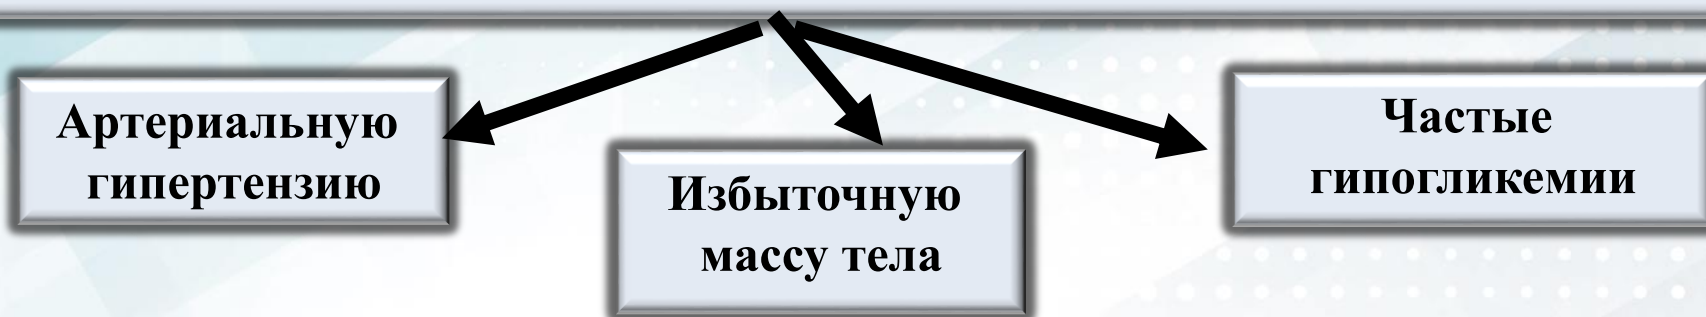 Артериальную
гипертензию
Избыточную
массу тела
Частые
гипогликемии